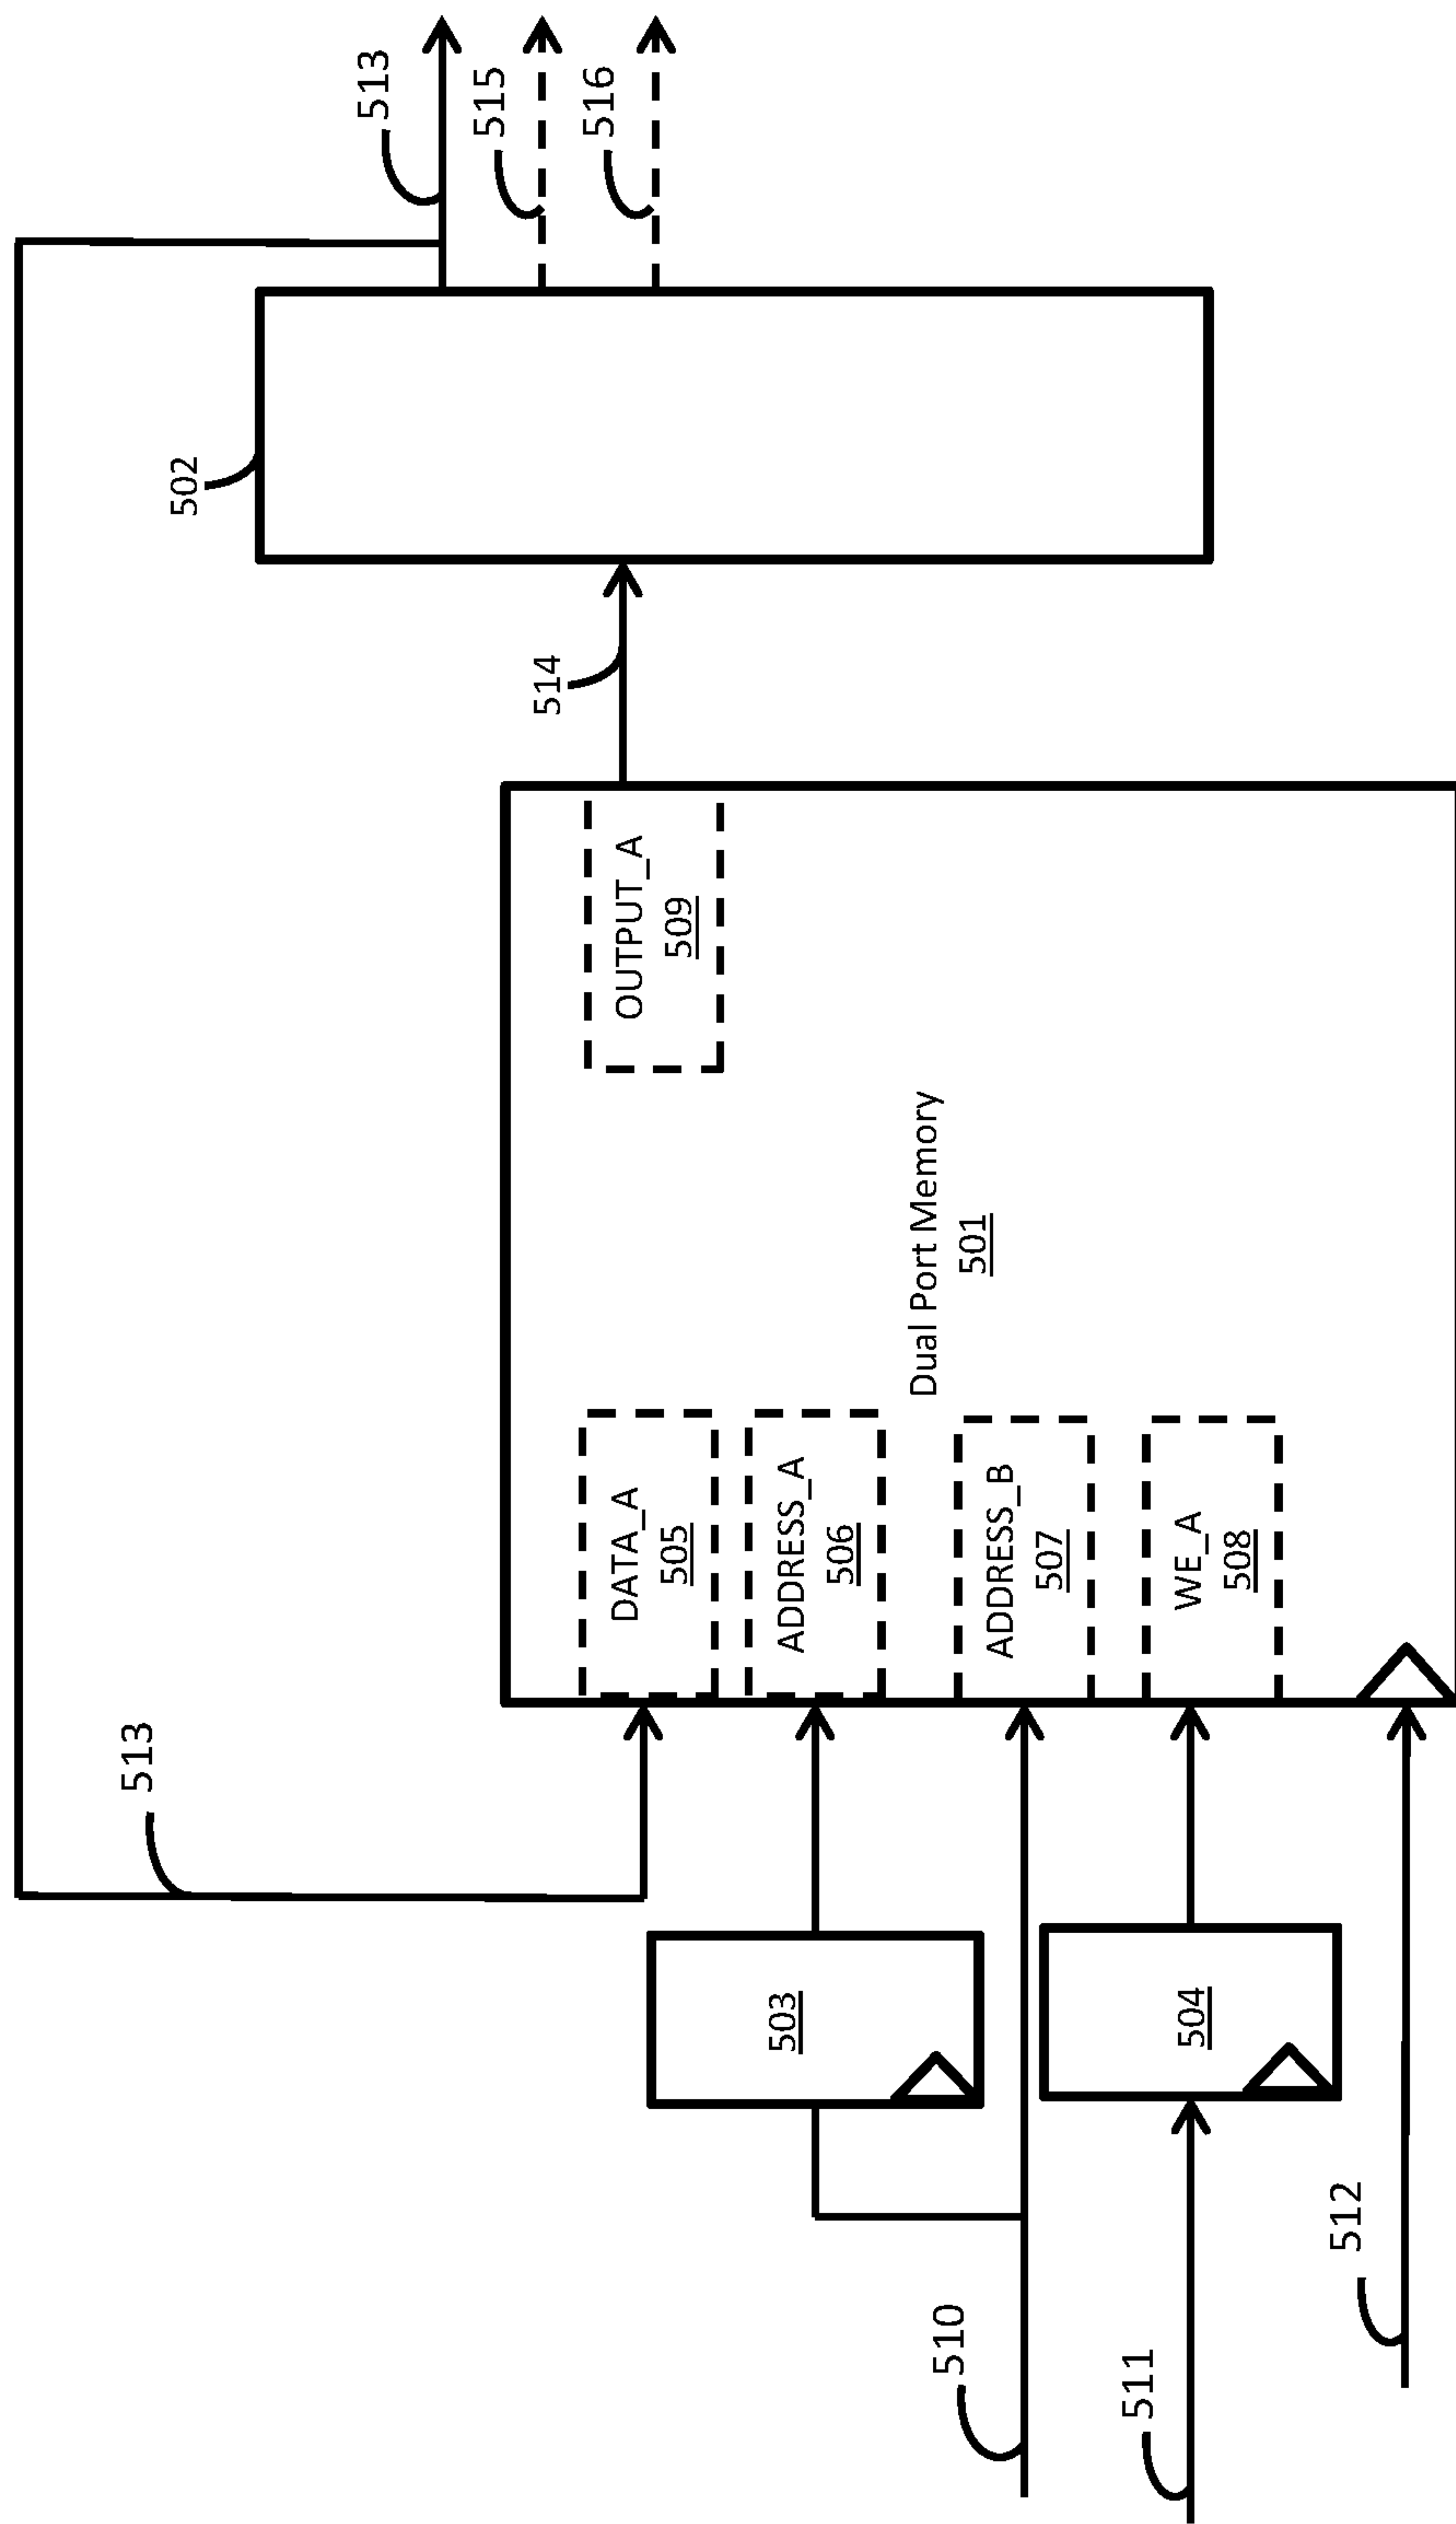 513
502
513
515
514
516
DATA_A
505
OUTPUT_A
509
ADDRESS_A
506
503
Dual Port Memory
501
510
ADDRESS_B
507
511
504
WE_A
508
512